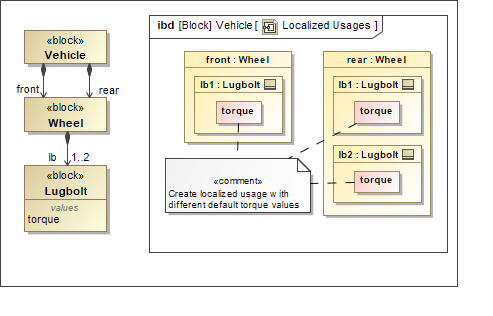 «block»
Vehicle
front
rear
«block»
Wheel
lb
1..2
«block»
Lugbolt
values
torque
ibd [Block] Vehicle [ Localized Usages ]
front : Wheel
lb1 : Lugbolt
torque
rear : Wheel
lb1 : Lugbolt
torque
lb2 : Lugbolt
torque
«comment»
Create localized usage with
different default torque values